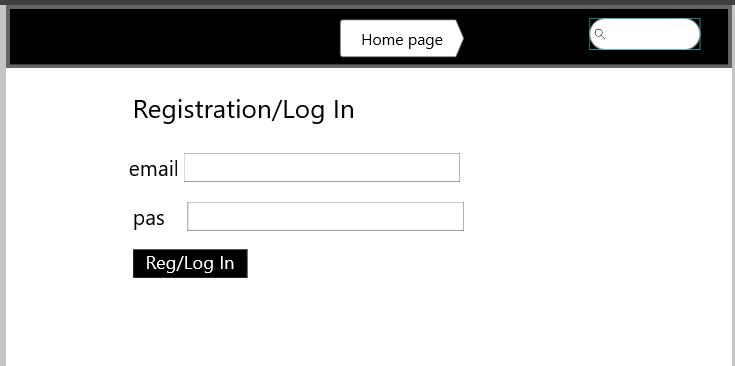 Home page
Registration/Log In
email
pas
Reg/Log In